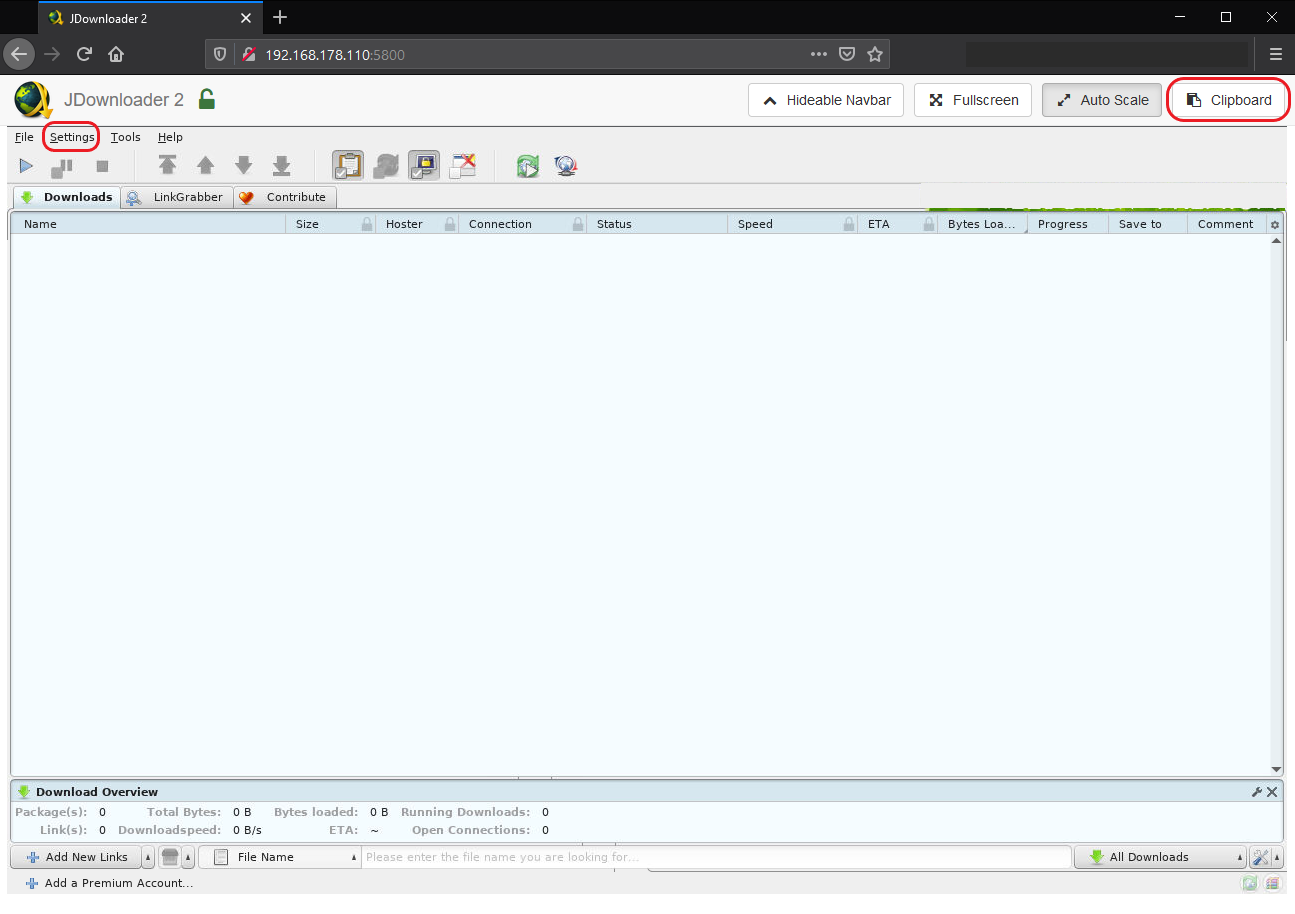 JDownloader 2
192.168.178.110:5800
JDownloader 2
Hideable Navbar
Fullscreen
Auto Scale
Clipboard
File Settings Tools Help
Downloads LinkGrabber Contribute
Name Size Hoster Connection Status Speed ETA Bytes Loa... Progress Save to Comment
Download Overview
Package(s): 0 Total Bytes: 0 B Bytes loaded: 0 B Running Downloads: 0
Link(s): 0 Downloadspeed: 0 B/s ETA: ~ Open Connections: 0
Add New Links File Name Please enter the file name you are looking for... All Downloads
Add a Premium Account...